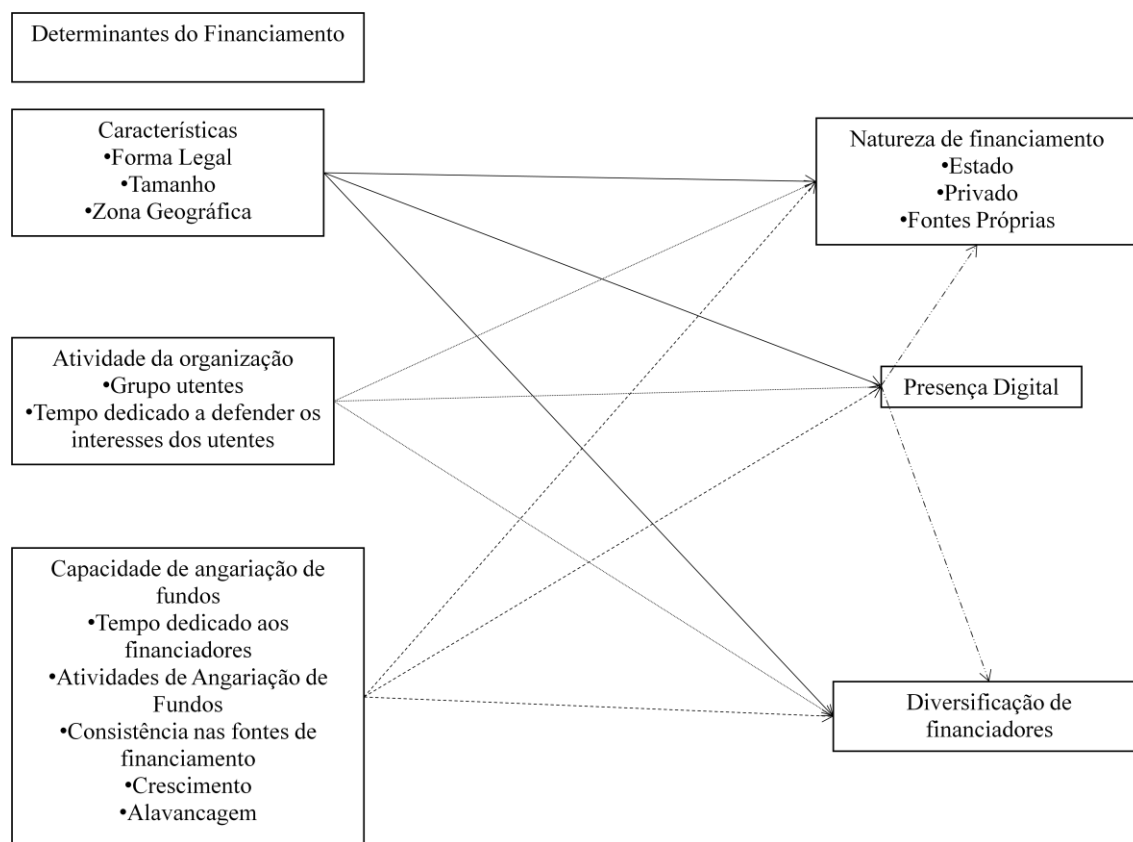 Determinantes do Financiamento
Características
•Forma Legal
•Tamanho
•Zona Geográfica
Atividade da organização
•Grupo utentes
•Tempo dedicado a defender os
interesses dos utentes
Capacidade de angariação de
fundos
•Tempo dedicado aos
financiadores
•Atividades de Angariação de
Fundos
•Consistência nas fontes de
financiamento
•Crescimento
•Alavancagem
Natureza de financiamento
•Estado
•Privado
•Fontes Próprias
Presença Digital
Diversificação de
financiadores